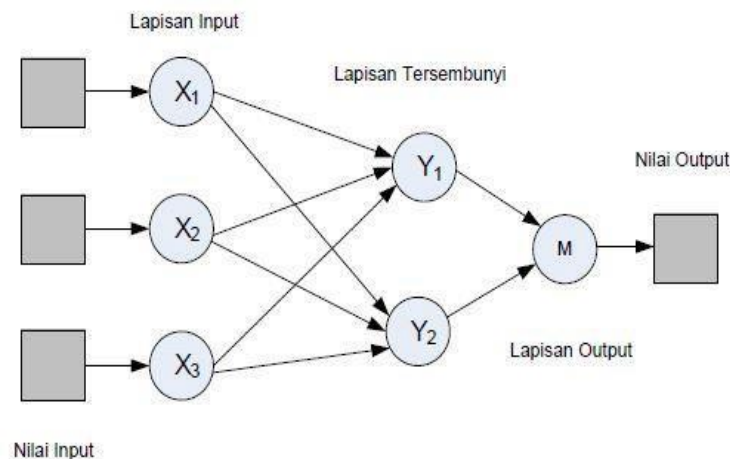 Lapisan Input
Lapisan Tersembunyi
Nilai Output
X1
X2
X3
Y1
Y2
M
Lapisan Output
Nilai Input